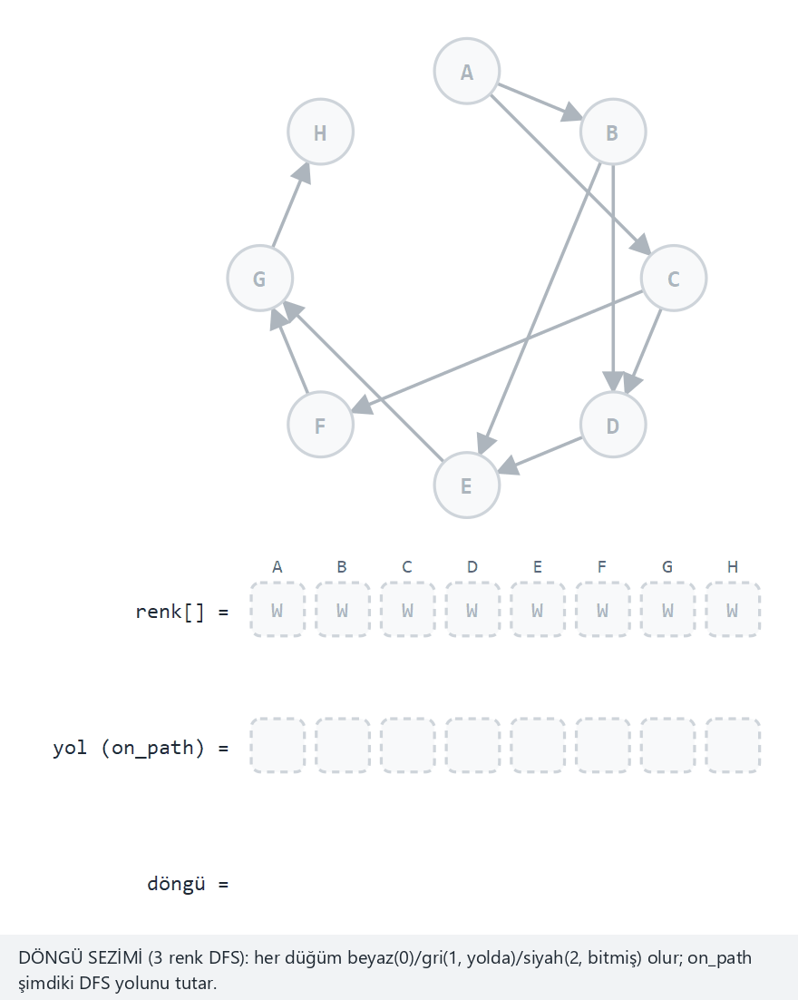 A
H
B
G
C
F
D
E
A B C D E F G H
renk[] = W W W W W W W W
yol (on_path) =
döngü =
DÖNGÜ SEZİMİ (3 renk DFS): her düğüm beyaz(0)/gri(1, yolda)/siyah(2, bitmiş) olur; on_path
şimdiki DFS yolunu tutar.